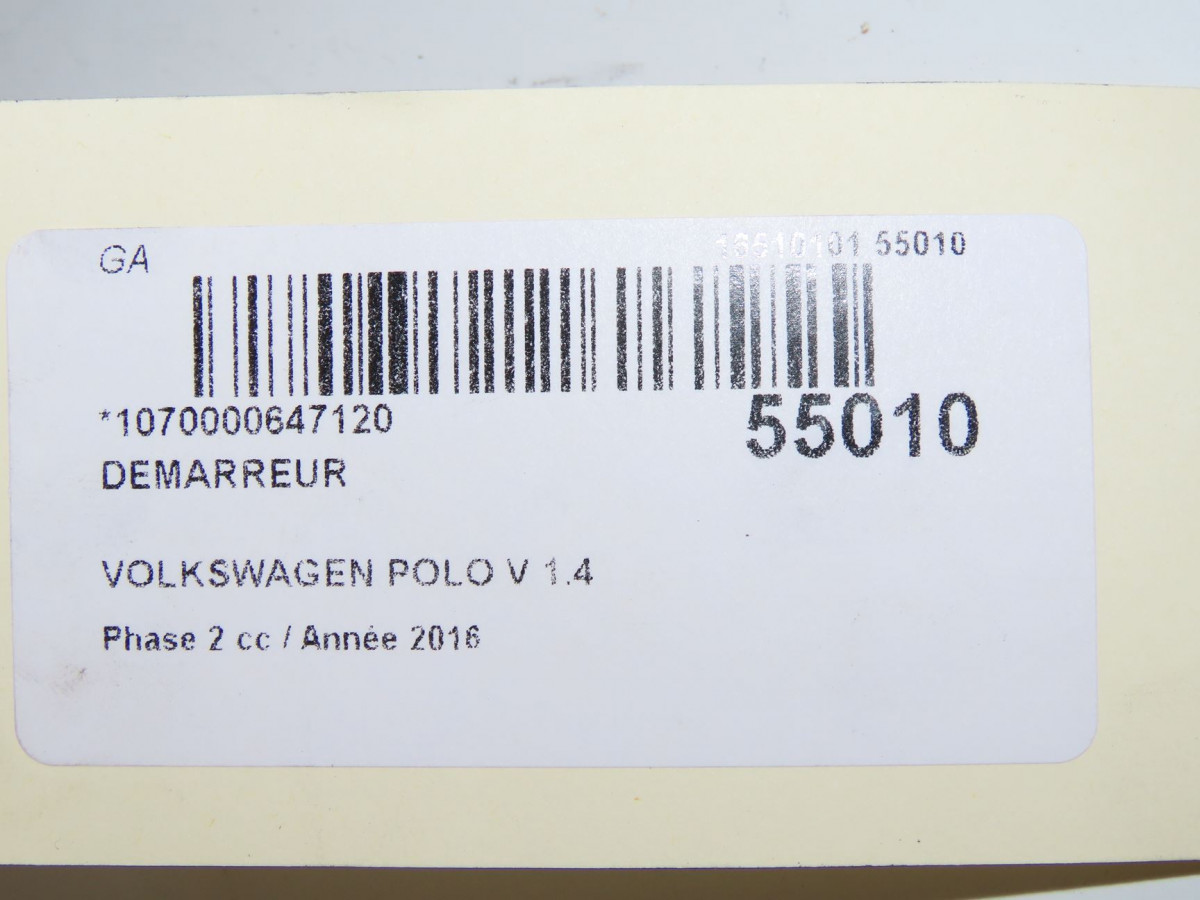 GA
55010
*1070000647120
55010
DEMARREUR
VOLKSWAGEN POLO V 1.4
Phase 2 cc / Année 2016